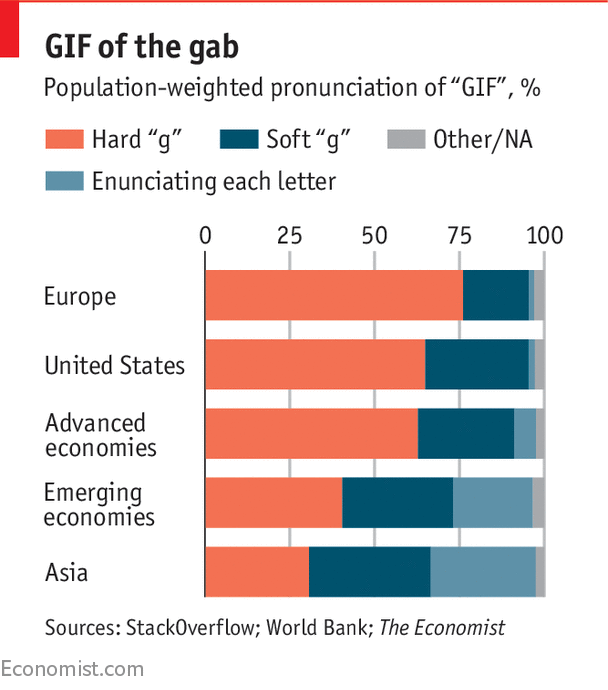 GIF of the gab
Population-weighted pronunciation of “GIF”, %
Hard “g” Soft “g” Other/NA
Enunciating each letter
0 25 50 75 100
Europe
United States
Advanced
economies
Emerging
economies
Asia
Sources: StackOverflow; World Bank; The Economist
Economist.com